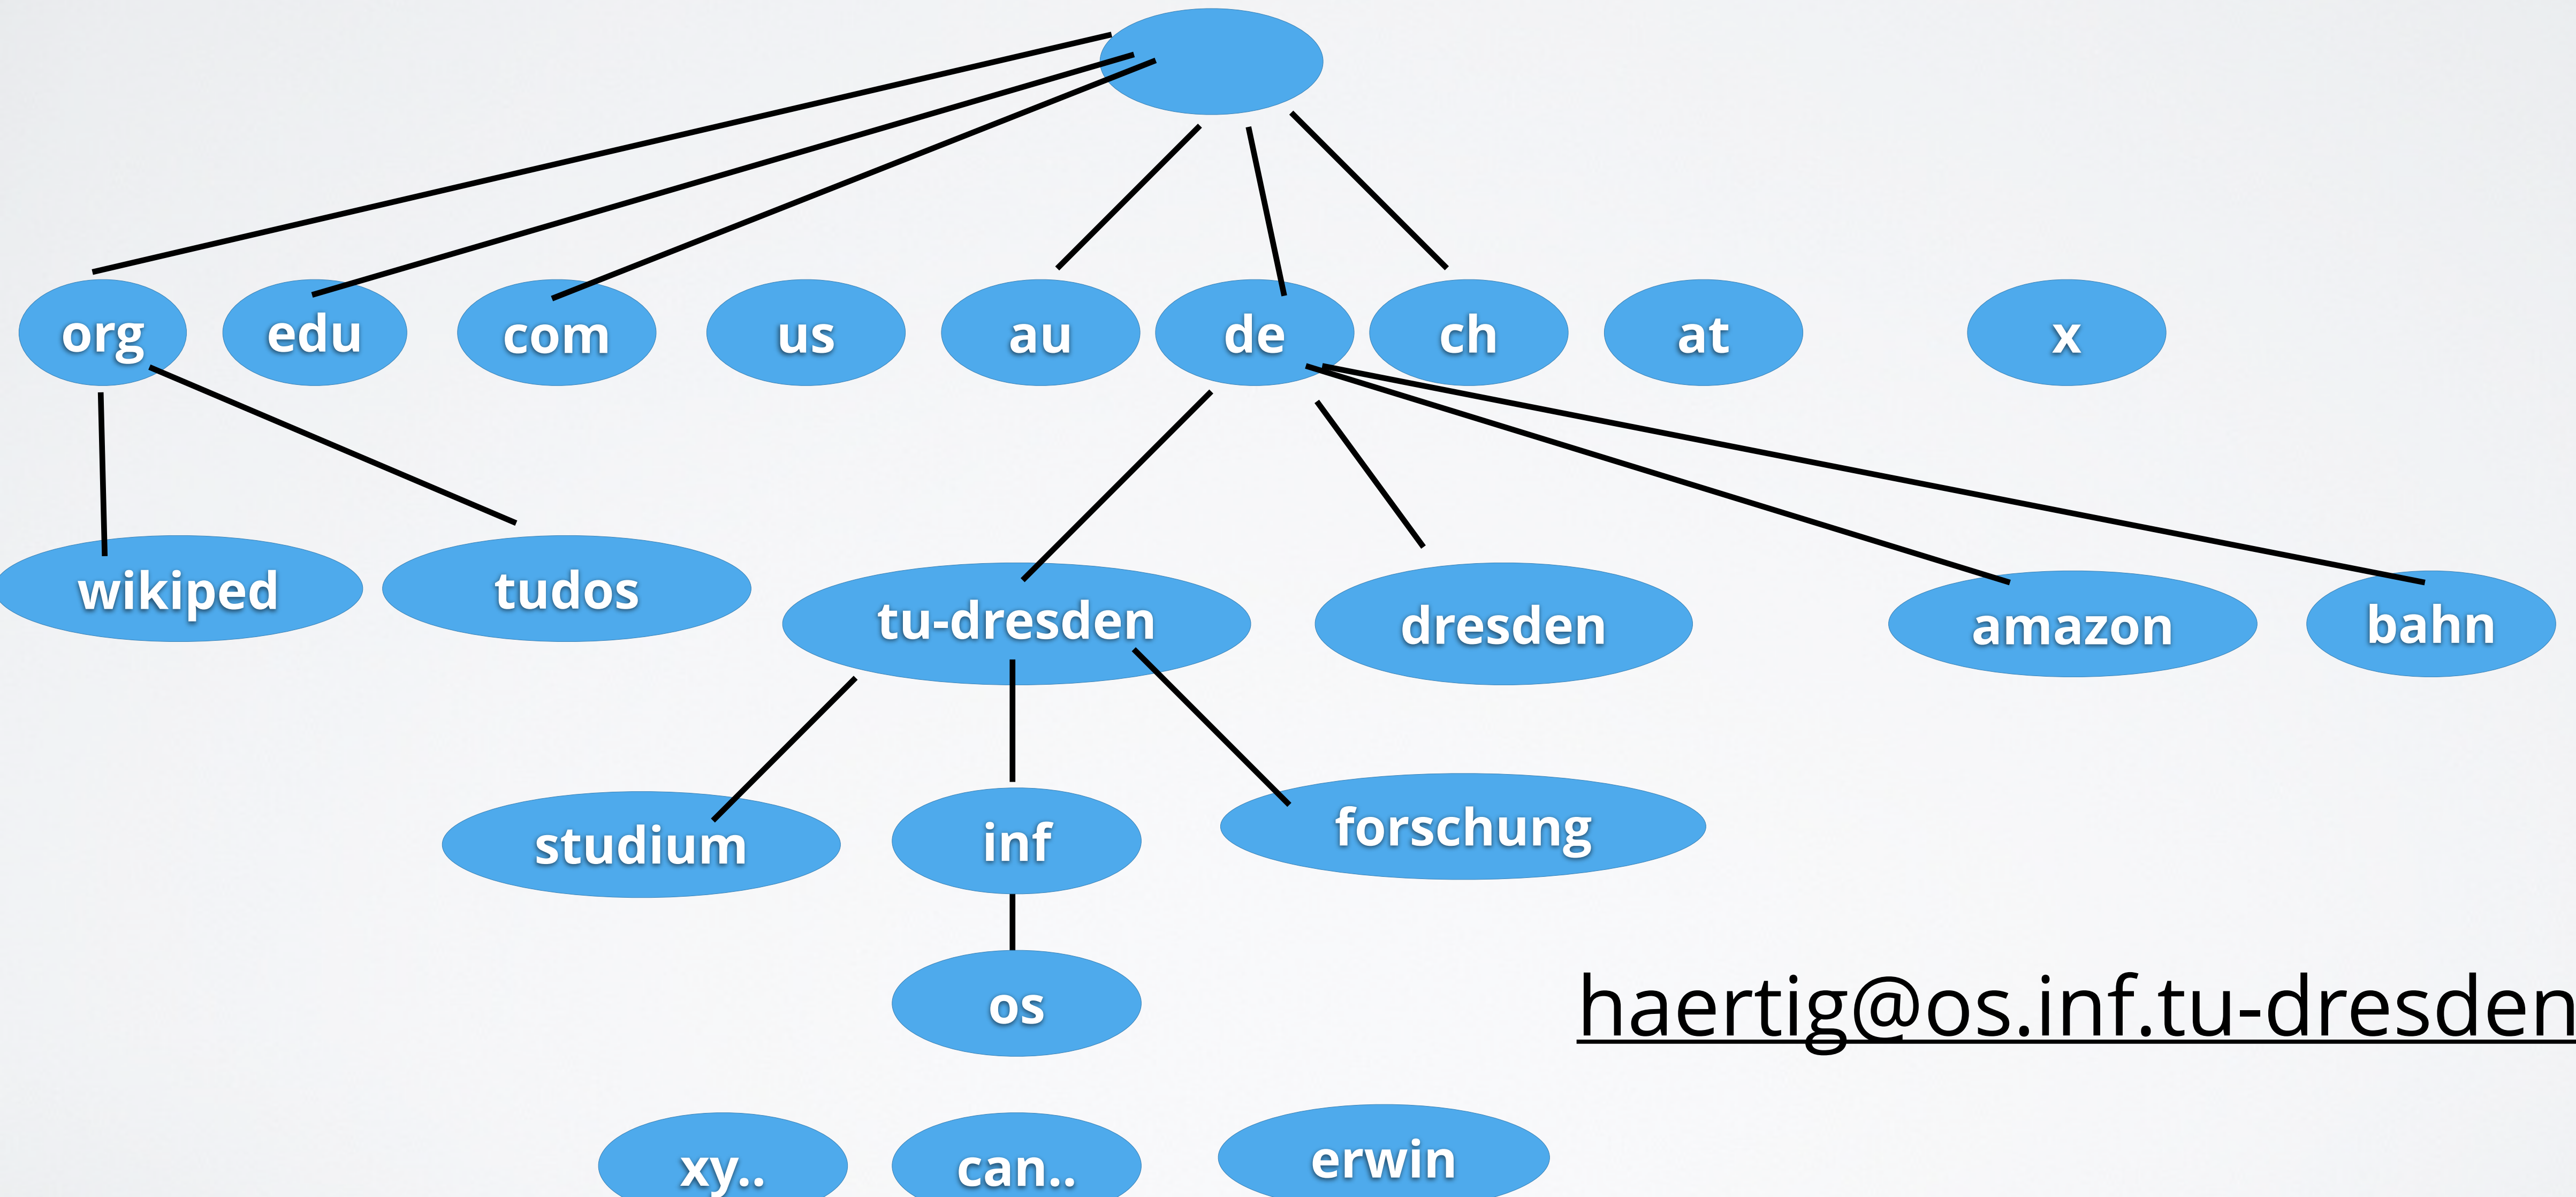 org edu com us au de ch at x
wikiped tudos tu-dresden dresden amazon bahn
studium inf forschung
os
haertig@os.inf.tu-dresden
xy.. can.. erwin